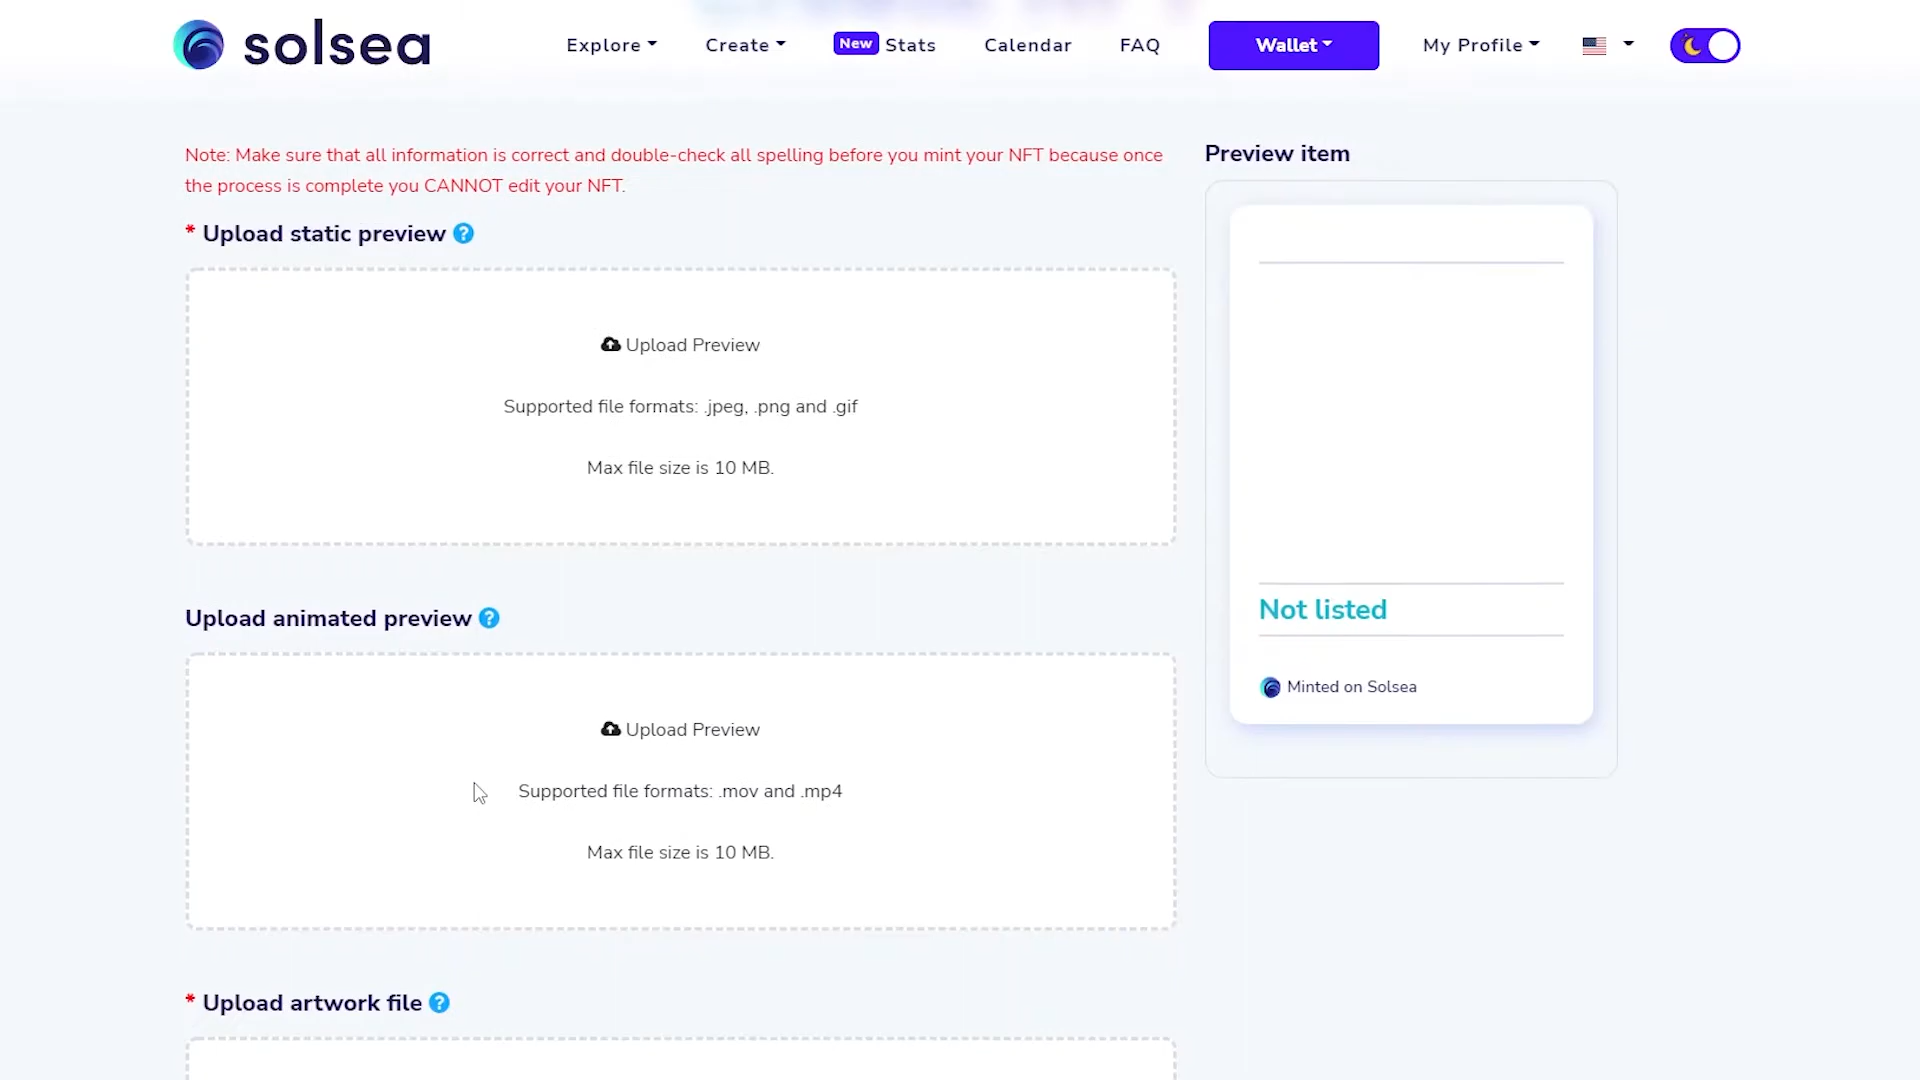 solsea
Explore
Create
New Stats
Calendar
FAQ
Wallet
My Profile
Note: Make sure that all information is correct and double-check all spelling before you mint your NFT because once
the process is complete you CANNOT edit your NFT.
* Upload static preview ?
Upload Preview
Supported file formats: .jpeg, .png and .gif
Max file size is 10 MB.
Upload animated preview ?
Upload Preview
Supported file formats: .mov and .mp4
Max file size is 10 MB.
* Upload artwork file ?
Preview item
Not listed
Minted on Solsea